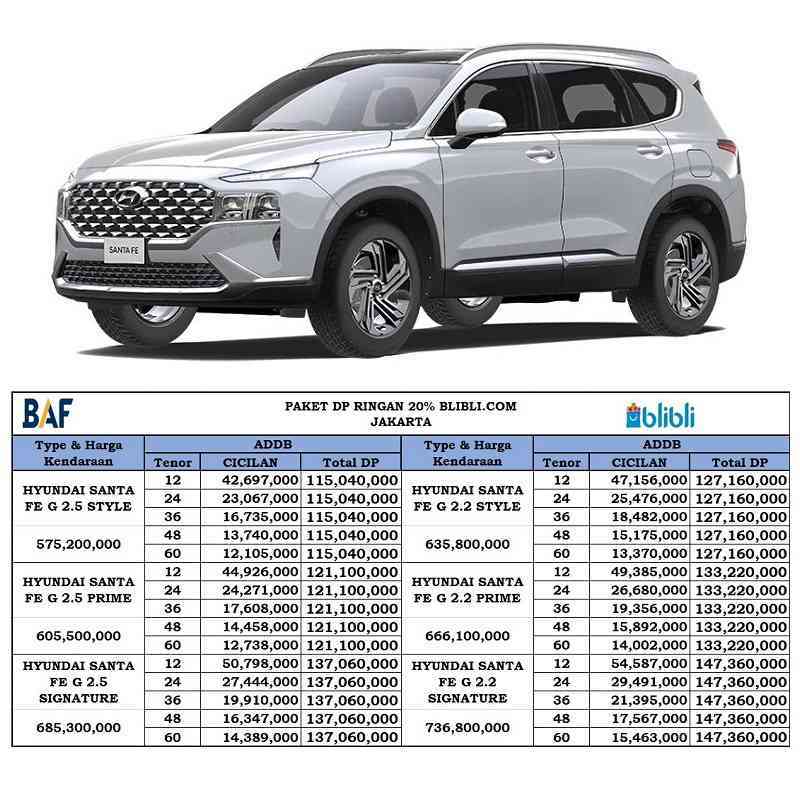 SANTA FE
BAF
PAKET DP RINGAN 20% BLIBLI.COM
JAKARTA
blibli
Type & Harga Kendaraan ADDB Type & Harga Kendaraan ADDB
Tenor CICILAN Total DP Tenor CICILAN Total DP
HYUNDAI SANTA FE G 2.5 STYLE
575,200,000
12 42,697,000 115,040,000
24 23,067,000 115,040,000
36 16,735,000 115,040,000
48 13,740,000 115,040,000
60 12,105,000 115,040,000
HYUNDAI SANTA FE G 2.2 STYLE
635,800,000
12 47,156,000 127,160,000
24 25,476,000 127,160,000
36 18,482,000 127,160,000
48 15,175,000 127,160,000
60 13,370,000 127,160,000
HYUNDAI SANTA FE G 2.5 PRIME
605,500,000
12 44,926,000 121,100,000
24 24,271,000 121,100,000
36 17,608,000 121,100,000
48 14,458,000 121,100,000
60 12,738,000 121,100,000
HYUNDAI SANTA FE G 2.2 PRIME
666,100,000
12 49,385,000 133,220,000
24 26,680,000 133,220,000
36 19,356,000 133,220,000
48 15,892,000 133,220,000
60 14,002,000 133,220,000
HYUNDAI SANTA FE G 2.5 SIGNATURE
685,300,000
12 50,798,000 137,060,000
24 27,444,000 137,060,000
36 19,910,000 137,060,000
48 16,347,000 137,060,000
60 14,389,000 137,060,000
HYUNDAI SANTA FE G 2.2 SIGNATURE
736,800,000
12 54,587,000 147,360,000
24 29,491,000 147,360,000
36 21,395,000 147,360,000
48 17,567,000 147,360,000
60 15,463,000 147,360,000